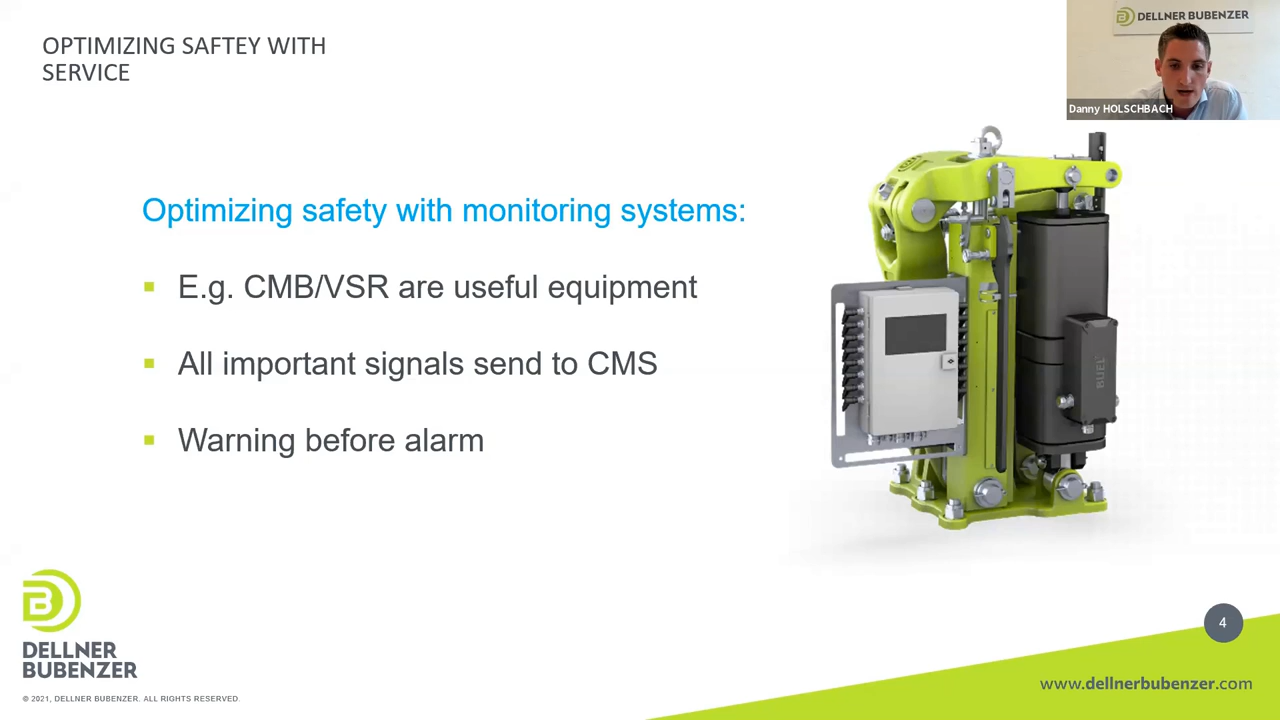 OPTIMIZING SAFTEY WITH
SERVICE
DELLNER BUBENZER
Danny HOLSCHBACH
Optimizing safety with monitoring systems:
E.g. CMB/VSR are useful equipment
All important signals send to CMS
Warning before alarm
BUEL
4
DELLNER
BUBENZER
© 2021, DELLNER BUBENZER. ALL RIGHTS RESERVED.
www.dellnerbubenzer.com